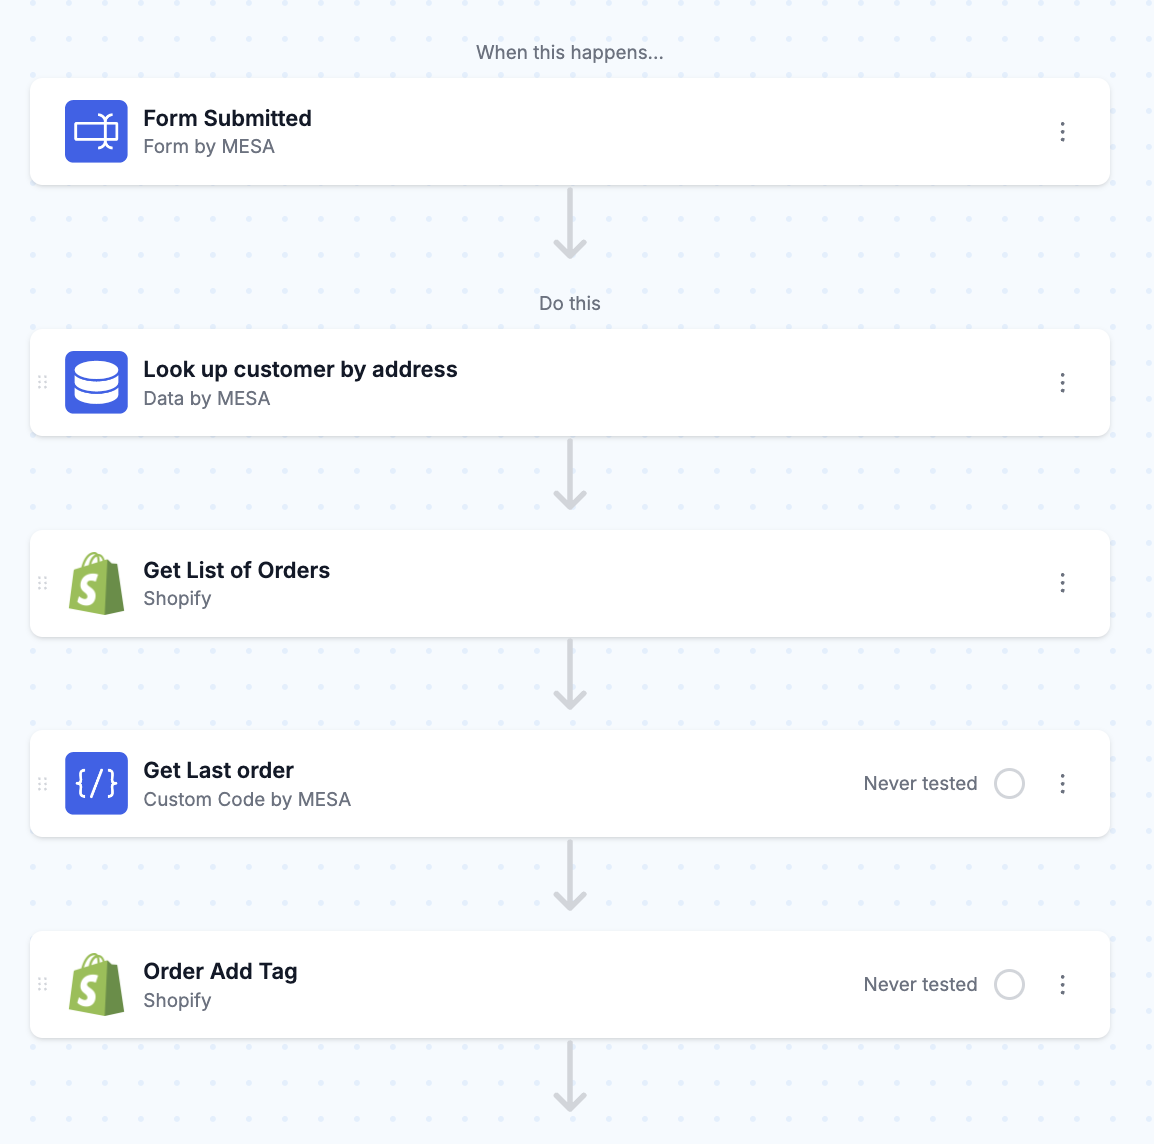 When this happens...
Form Submitted
Form by MESA
Do this
Look up customer by address
Data by MESA
Get List of Orders
Shopify
Get Last order
Custom Code by MESA
Never tested
Order Add Tag
Shopify
Never tested